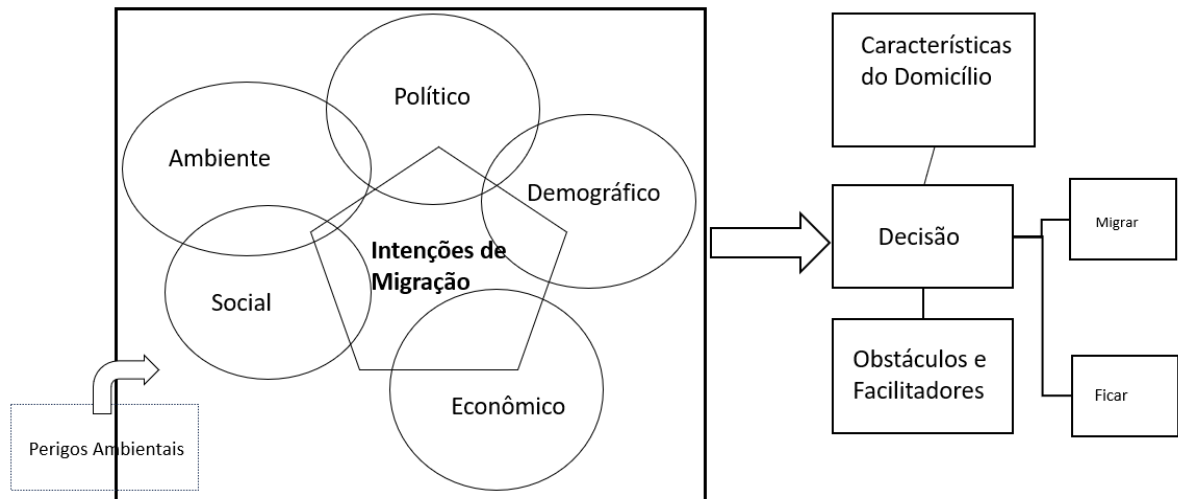 Político
Ambiente
Demográfico
Intenções de
Migração
Social
Econômico
Perigos Ambientais
Características
do Domicílio
Decisão
Migrar
Obstáculos e
Facilitadores
Ficar